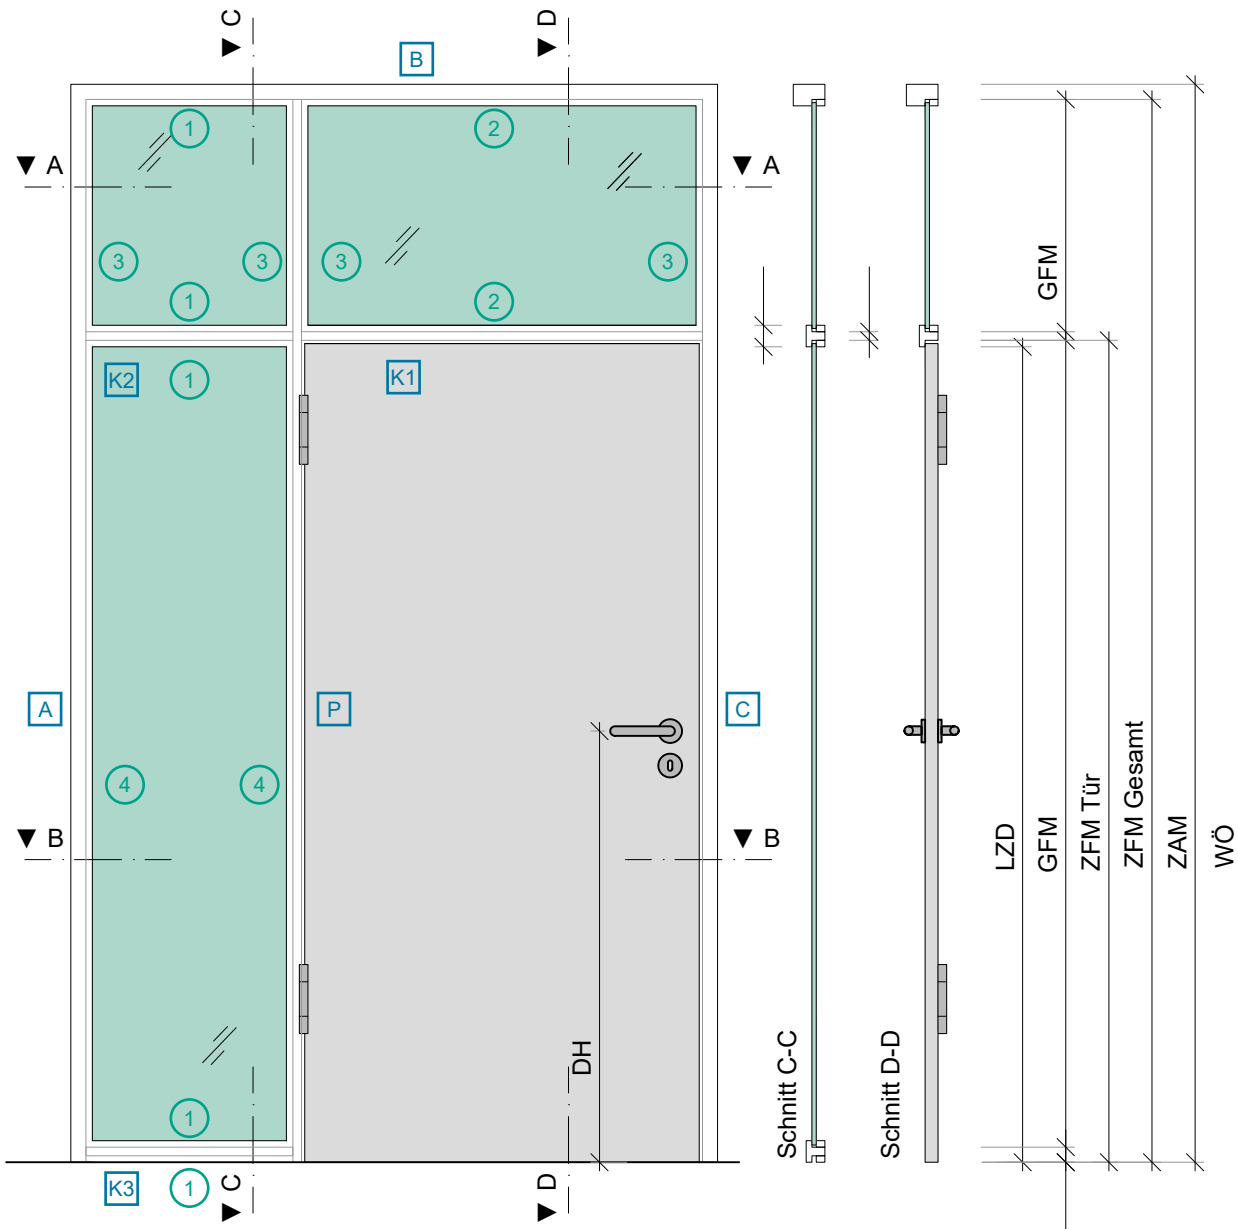 C
D
B
1
2
A
A
3
3
3
3
1
2
GFM
K2
1
K1
A
P
C
4
4
B
B
LZD
GFM
ZFM Tür
ZFM Gesamt
ZAM
WÖ
DH
Schnitt C-C
Schnitt D-D
1
K3
1
C
D